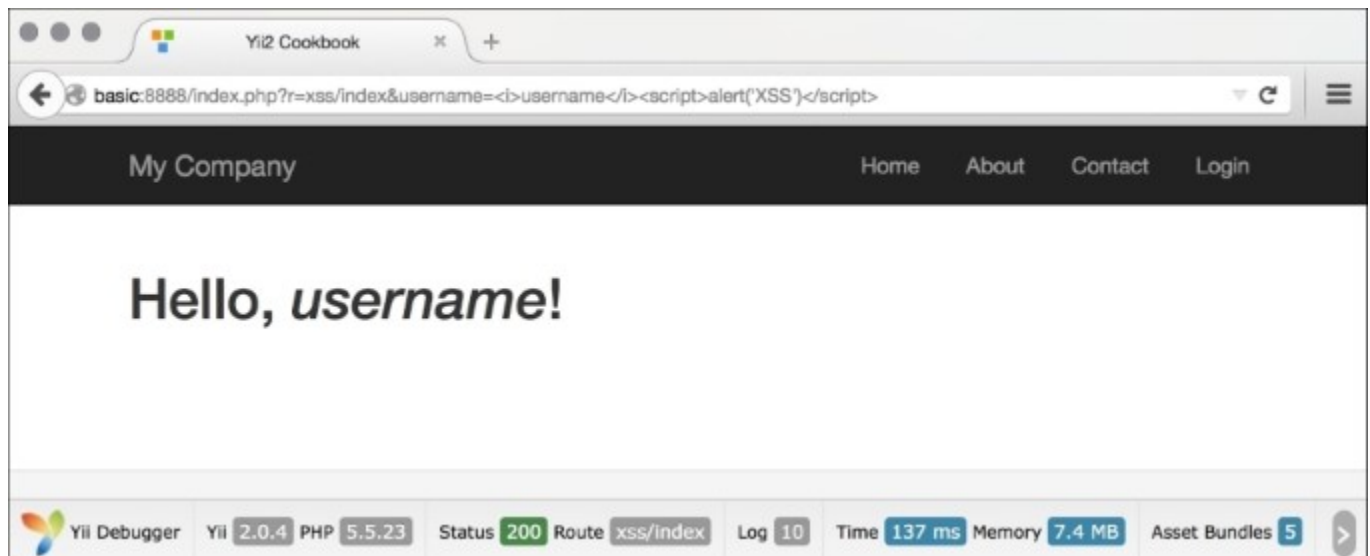 Yii2 Cookbook
basic:8888/index.php?r=xss/index&username=<i>username</i><script>alert('XSS')</script>
My Company Home About Contact Login
Hello, username!
Yii Debugger Yii 2.0.4 PHP 5.5.23 Status 200 Route xss/index Log 10 Time 137 ms Memory 7.4 MB Asset Bundles 5